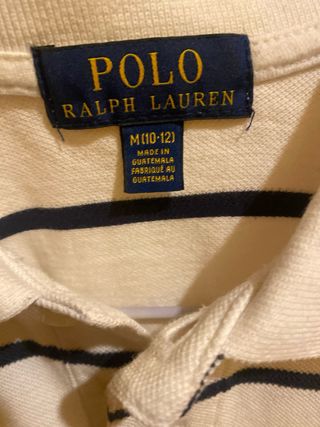 POLO
RALPH LAUREN
M(10-12)
MADE IN
GUATEMALA
FABRIQUÉ AU
GUATEMALA